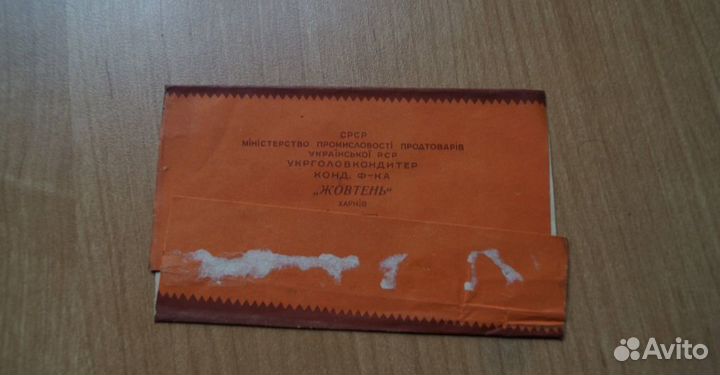 СРСР
МІНІСТЕРСТВО ПРОМИСЛОВОСТІ ПРОДТОВАРІВ
УКРАЇНСЬКОЇ РСР
УКРГОЛОВКОНДИТЕР
КОНД. Ф-КА
„ЖОВТЕНЬ"
ХАРКІВ
Avito